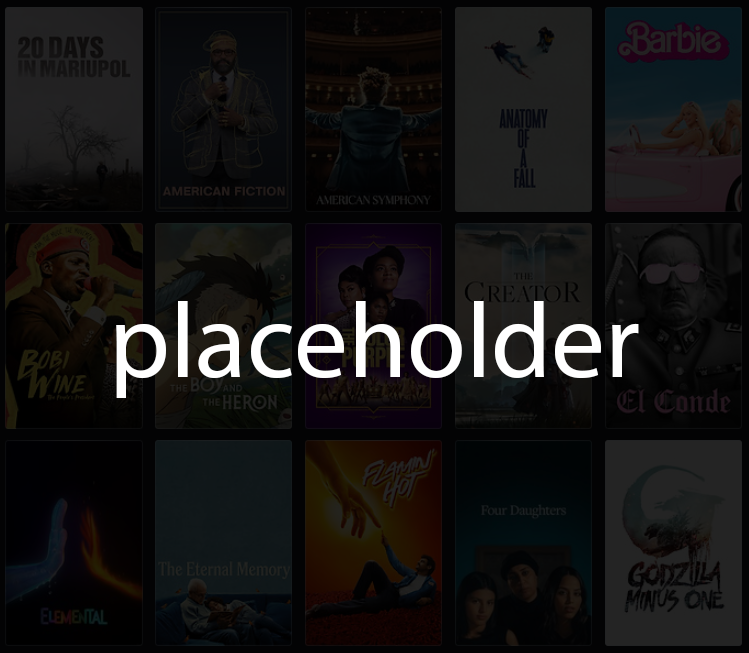 20 DAYS
IN MARIUPOL
AMERICAN FICTION
AMERICAN SYMPHONY
ANATOMY
OF
A
FALL
Barbie
BOBI
WINE
THE BOY AND
THE HERON
PURPLE
THE
CREATOR
El Conde
placeholder
ELEMENTAL
The Eternal Memory
FLAMIN'
HOT
Four Daughters
GODZILLA
MINUS ONE